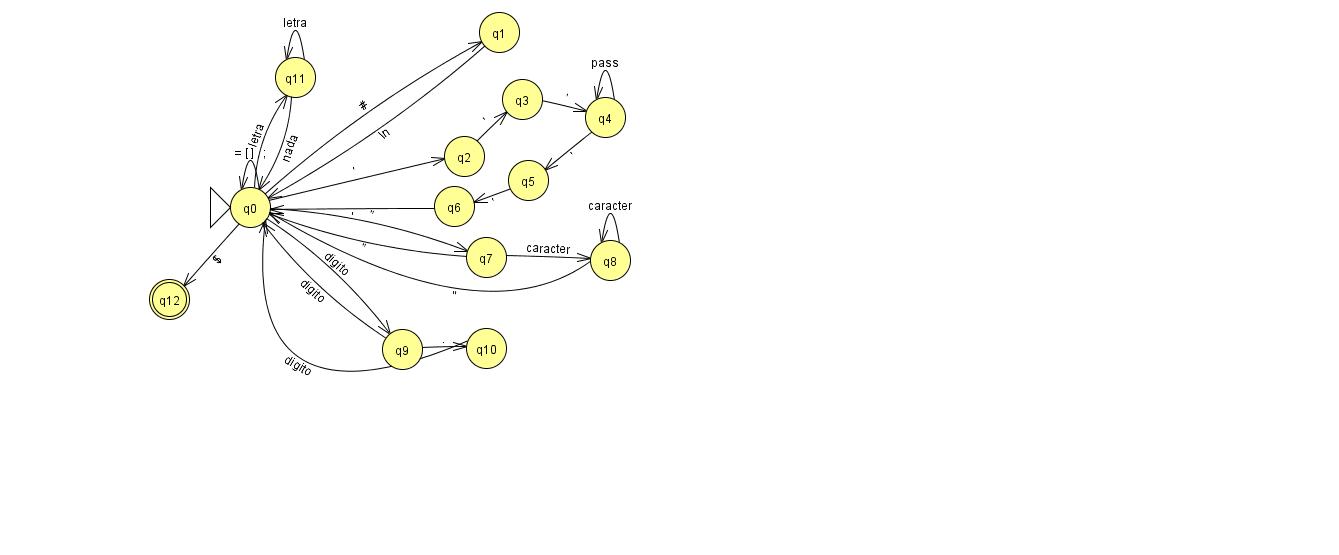 letra
q1
q11
pass
q3
#
'
q4
letra
:
nada
\n
'
= [ ]
q2
'
'
q5
q0
q6
'
caracter
'
"
"
q7
caracter
q8
$
digito
digito
"
q12
q9
.
q10
digito